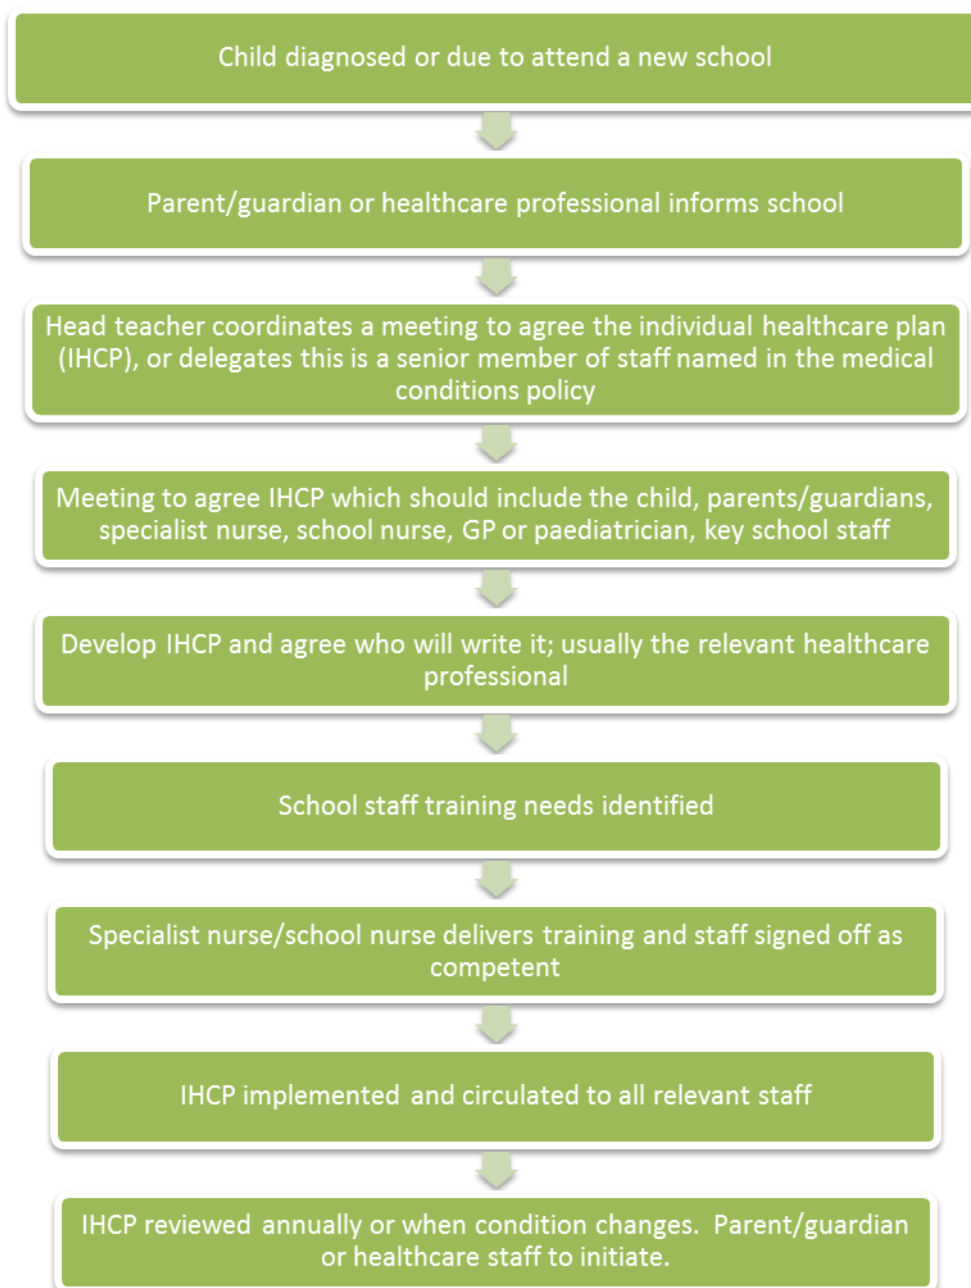 Child diagnosed or due to attend a new school
Parent/guardian or healthcare professional informs school
Head teacher coordinates a meeting to agree the individual healthcare plan
(IHCP), or delegates this is a senior member of staff named in the medical
conditions policy
Meeting to agree IHCP which should include the child, parents/guardians,
specialist nurse, school nurse, GP or paediatrician, key school staff
Develop IHCP and agree who will write it; usually the relevant healthcare
professional
School staff training needs identified
Specialist nurse/school nurse delivers training and staff signed off as
competent
IHCP implemented and circulated to all relevant staff
IHCP reviewed annually or when condition changes. Parent/guardian
or healthcare staff to initiate.